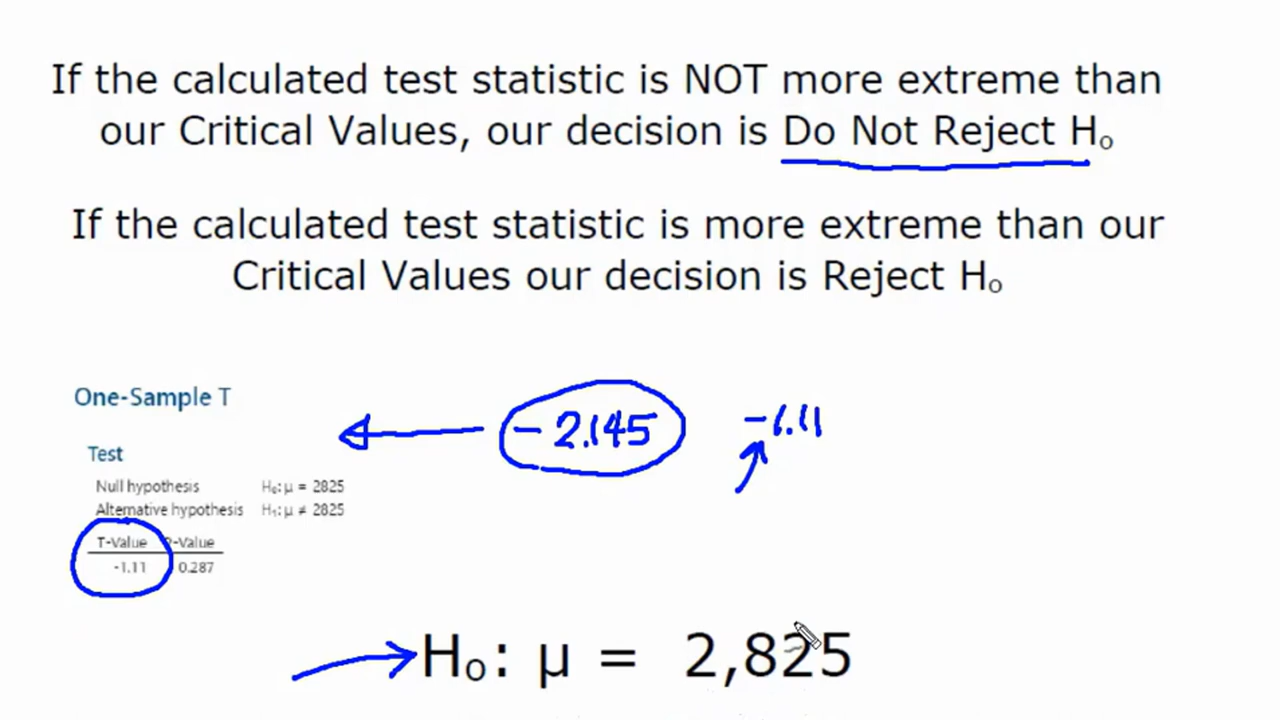 If the calculated test statistic is NOT more extreme than
our Critical Values, our decision is Do Not Reject H₀
If the calculated test statistic is more extreme than our
Critical Values our decision is Reject H₀
One-Sample T
-2.145 -1.11
Test
Null hypothesis H₀: μ = 2825
Alternative hypothesis H₁: μ ≠ 2825
T-Value P-Value
-1.11 0.287
H₀: μ = 2,825